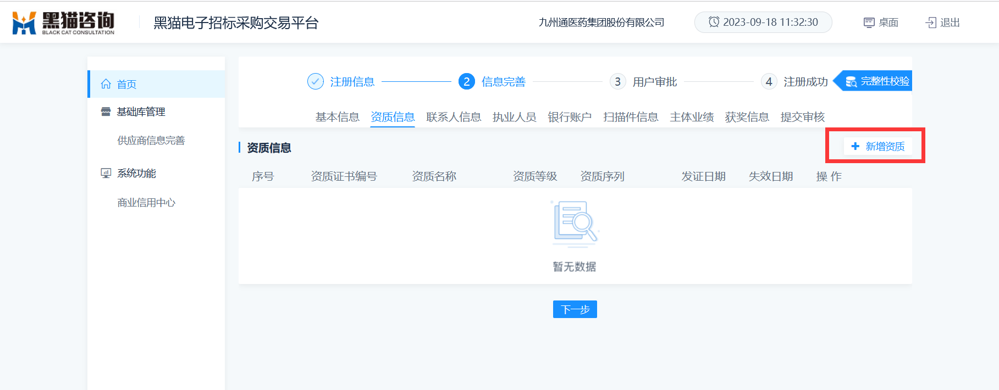 黑猫咨询
BLACK CAT CONSULTATION
黑猫电子招标采购交易平台
九州通医药集团股份有限公司
2023-09-18 11:32:30
桌面
退出
首页
基础库管理
供应商信息完善
系统功能
商业信用中心
注册信息 2 信息完善 3 用户审批 4 注册成功 完整性校验
基本信息 资质信息 联系人信息 执业人员 银行账户 扫描件信息 主体业绩 获奖信息 提交审核
资质信息
新增资质
序号 资质证书编号 资质名称 资质等级 资质序列 发证日期 失效日期 操 作
暂无数据
下一步